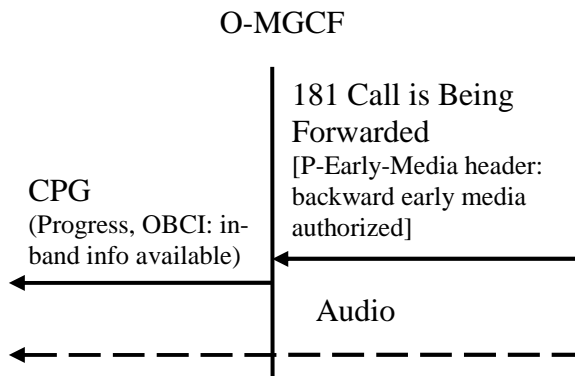 O-MGCF
181 Call is Being
Forwarded
[P-Early-Media header:
backward early media
authorized]
CPG
(Progress, OBCI: in-
band info available)
Audio